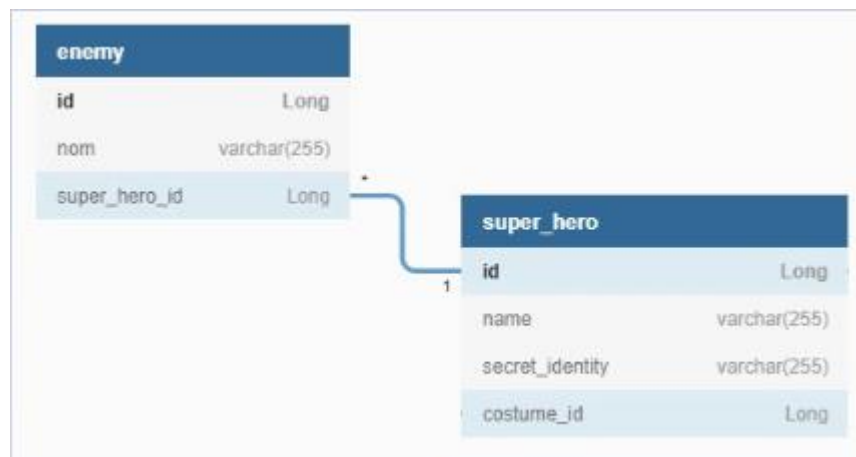 enemy
id Long
nom varchar(255)
super_hero_id Long
*
super_hero
1
id Long
name varchar(255)
secret_identity varchar(255)
costume_id Long